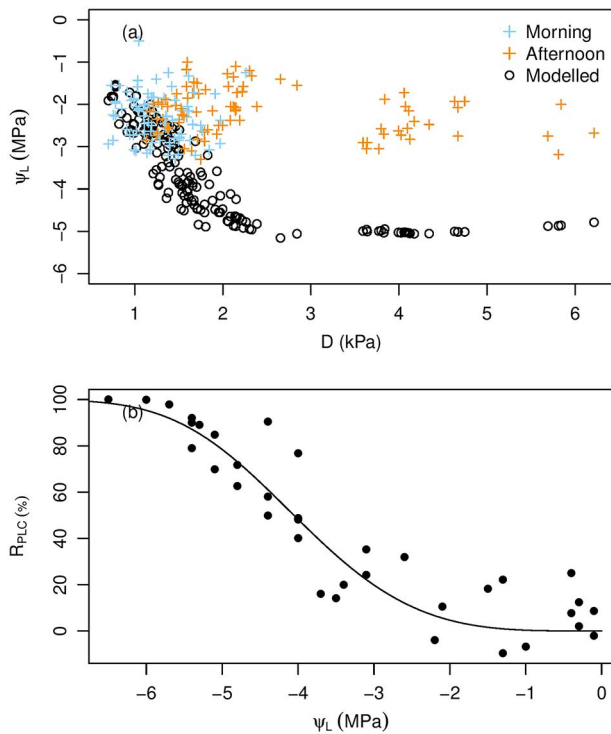 (a)
+ Morning
+ Afternoon
o Modelled
0
−1
−2
−3
−4
−5
−6
ψL (MPa)
1 2 3 4 5 6
D (kPa)
(b)
100
80
60
40
20
0
RPLC (%)
−6 −5 −4 −3 −2 −1 0
ψL (MPa)